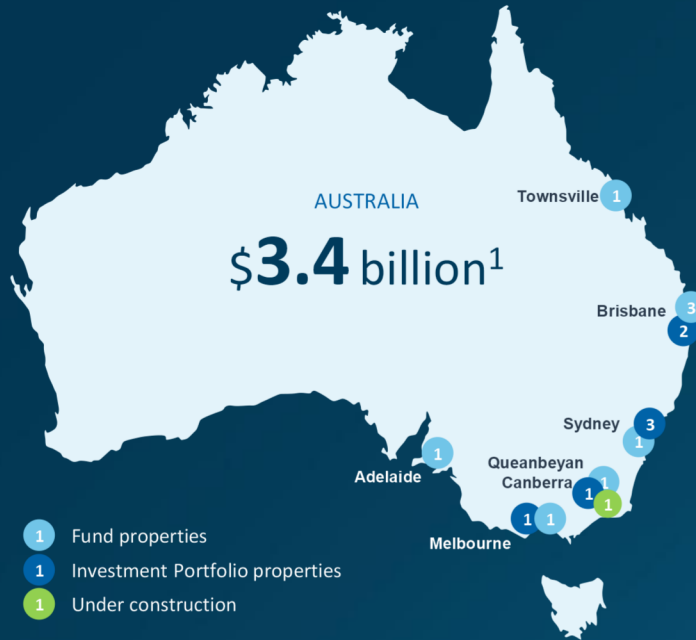 Townsville 1
AUSTRALIA
$3.4 billion1
Brisbane 3
2
Sydney 3
1
Adelaide 1
Queanbeyan 1
Canberra 1
1
Melbourne 1 1
1 Fund properties
1 Investment Portfolio properties
1 Under construction